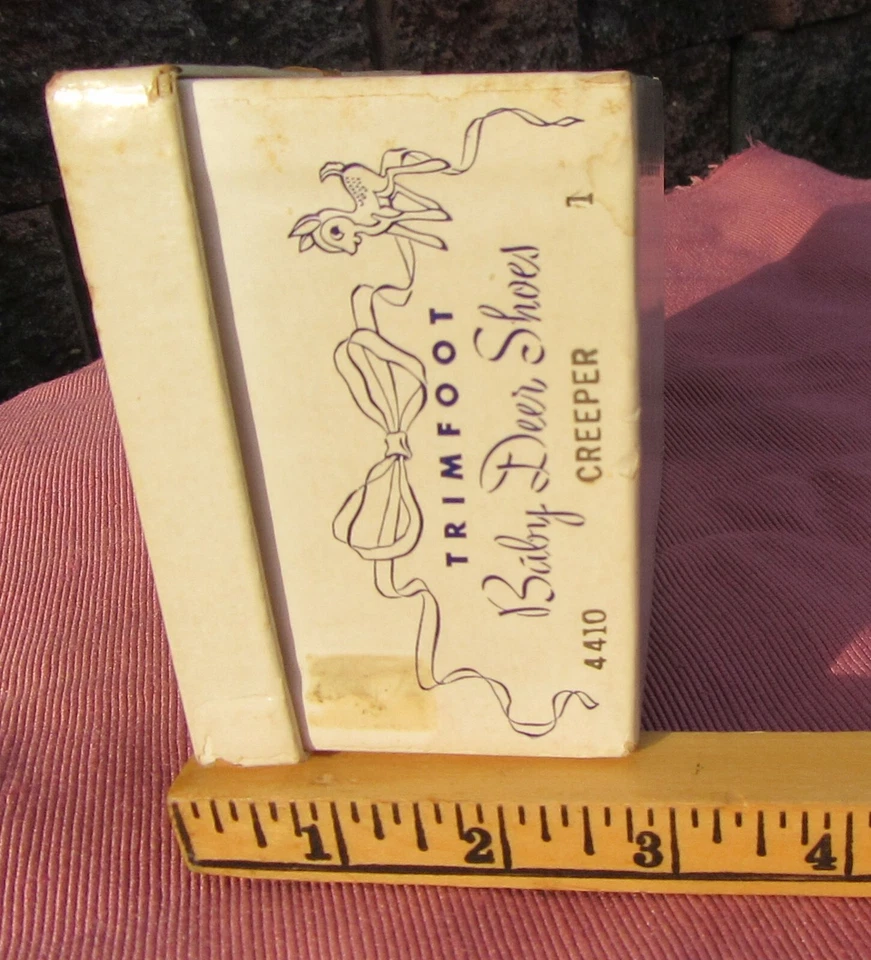 TRIMFOOT
Baby Deer Shoes
4410 CREEPER 1
1 2 3 4